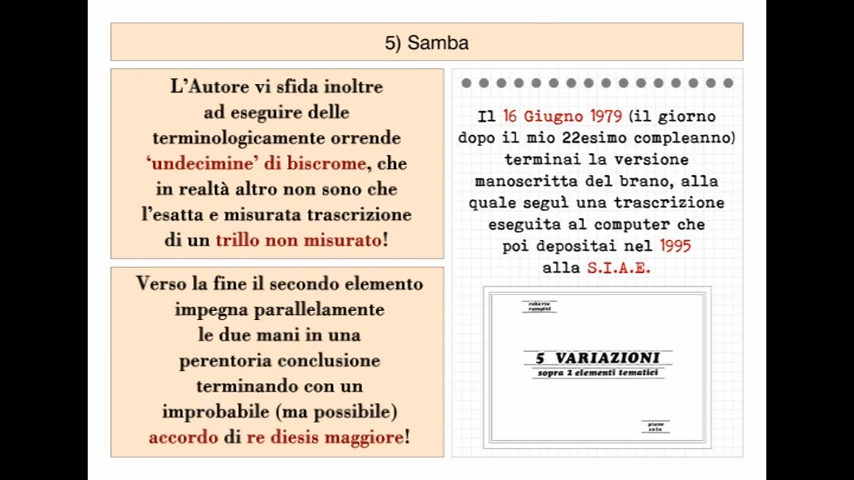 5) Samba
L'Autore vi sfida inoltre
ad eseguire delle
terminologicamente orrende
'undecimine' di biscrome, che
in realtà altro non sono che
l'esatta e misurata trascrizione
di un trillo non misurato!
Verso la fine il secondo elemento
impegna parallelamente
le due mani in una
perentoria conclusione
terminando con un
improbabile (ma possibile)
accordo di re diesis maggiore!
Il 16 Giugno 1979 (il giorno
dopo il mio 22esimo compleanno)
terminai la versione
manoscritta del brano, alla
quale seguì una trascrizione
eseguita al computer che
poi depositai nel 1995
alla S.I.A.E.
roberto
rampini
5 VARIAZIONI
sopra 2 elementi tematici
piano
solo